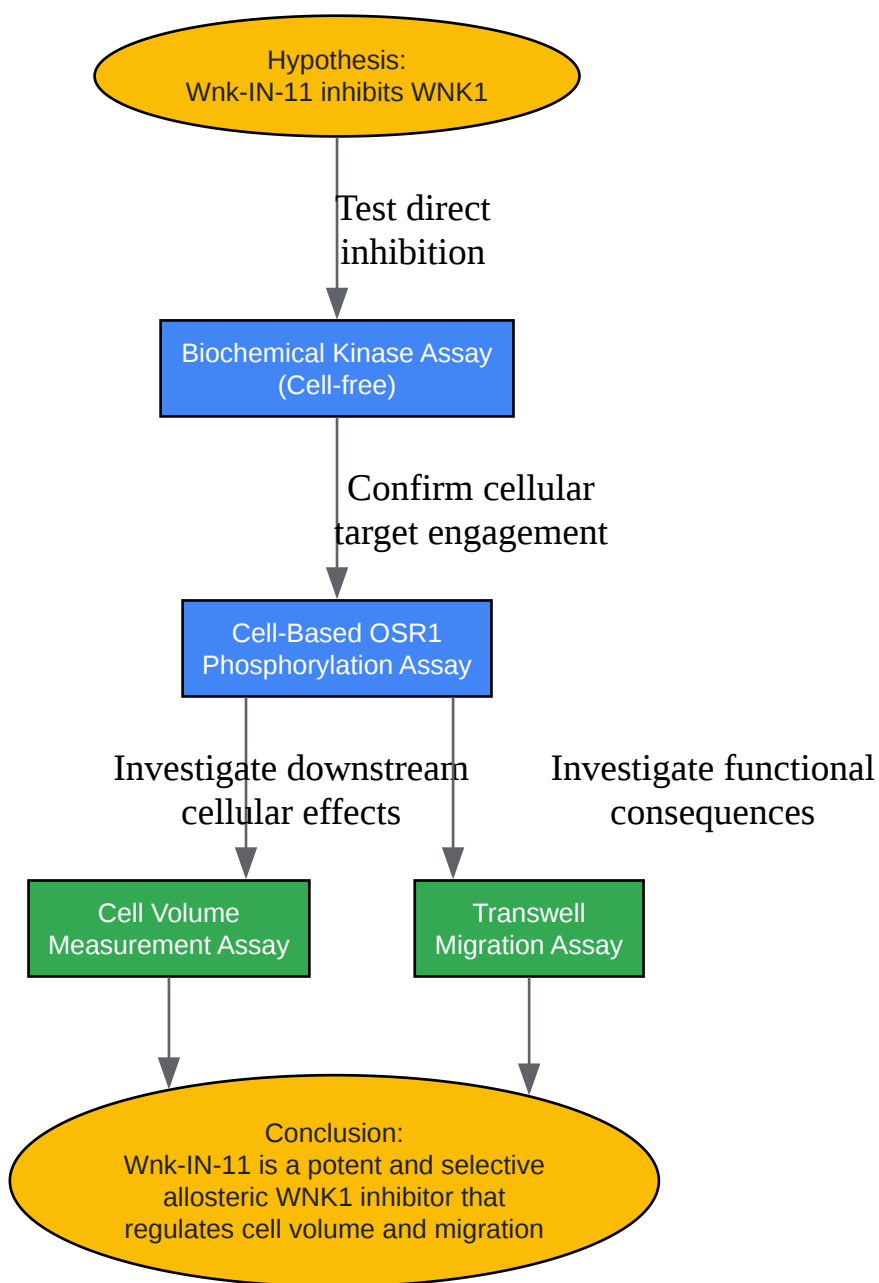 Hypothesis:
Wnk-IN-11 inhibits WNK1
Test direct
inhibition
Biochemical Kinase Assay
(Cell-free)
Confirm cellular
target engagement
Cell-Based OSR1
Phosphorylation Assay
Investigate downstream
cellular effects
Investigate functional
consequences
Cell Volume
Measurement Assay
Transwell
Migration Assay
Conclusion:
Wnk-IN-11 is a potent and selective
allosteric WNK1 inhibitor that
regulates cell volume and migration